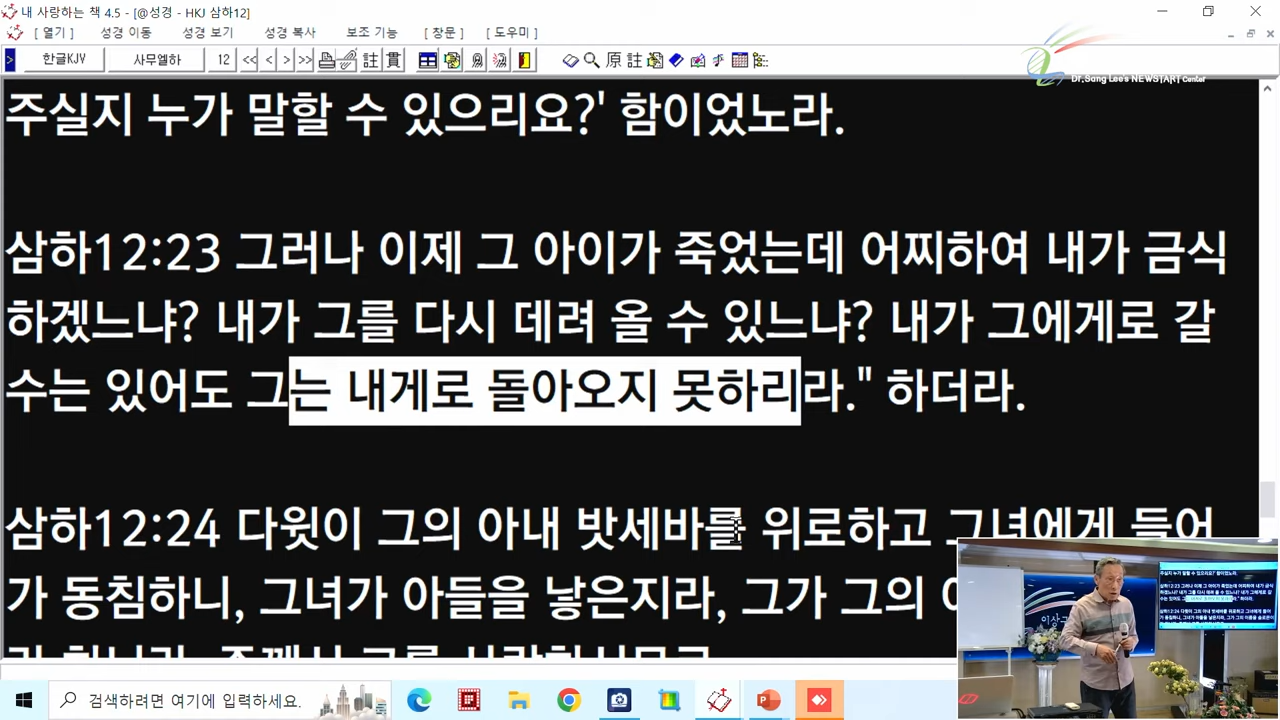 내 사랑하는 책 4.5 - [@성경 - HKJ 삼하12]
[ 열기 ] 성경 이동 성경 보기 성경 복사 보조 기능 [ 창문 ] [ 도우미 ]
한글KJV 사무엘하 12 << < > >> 註 貫 原 註
Dr.Sang Lee's NEWSTART Center
주실지 누가 말할 수 있으리요?' 함이었노라.
삼하12:23 그러나 이제 그 아이가 죽었는데 어찌하여 내가 금식
하겠느냐? 내가 그를 다시 데려 올 수 있느냐? 내가 그에게로 갈
수는 있어도 그는 내게로 돌아오지 못하리라." 하더라.
삼하12:24 다윗이 그의 아내 밧세바를 위로하고 그녀에게 들어
가 동침하니, 그녀가 아들을 낳은지라, 그가 그의
검색하려면 여기에 입력하세요.